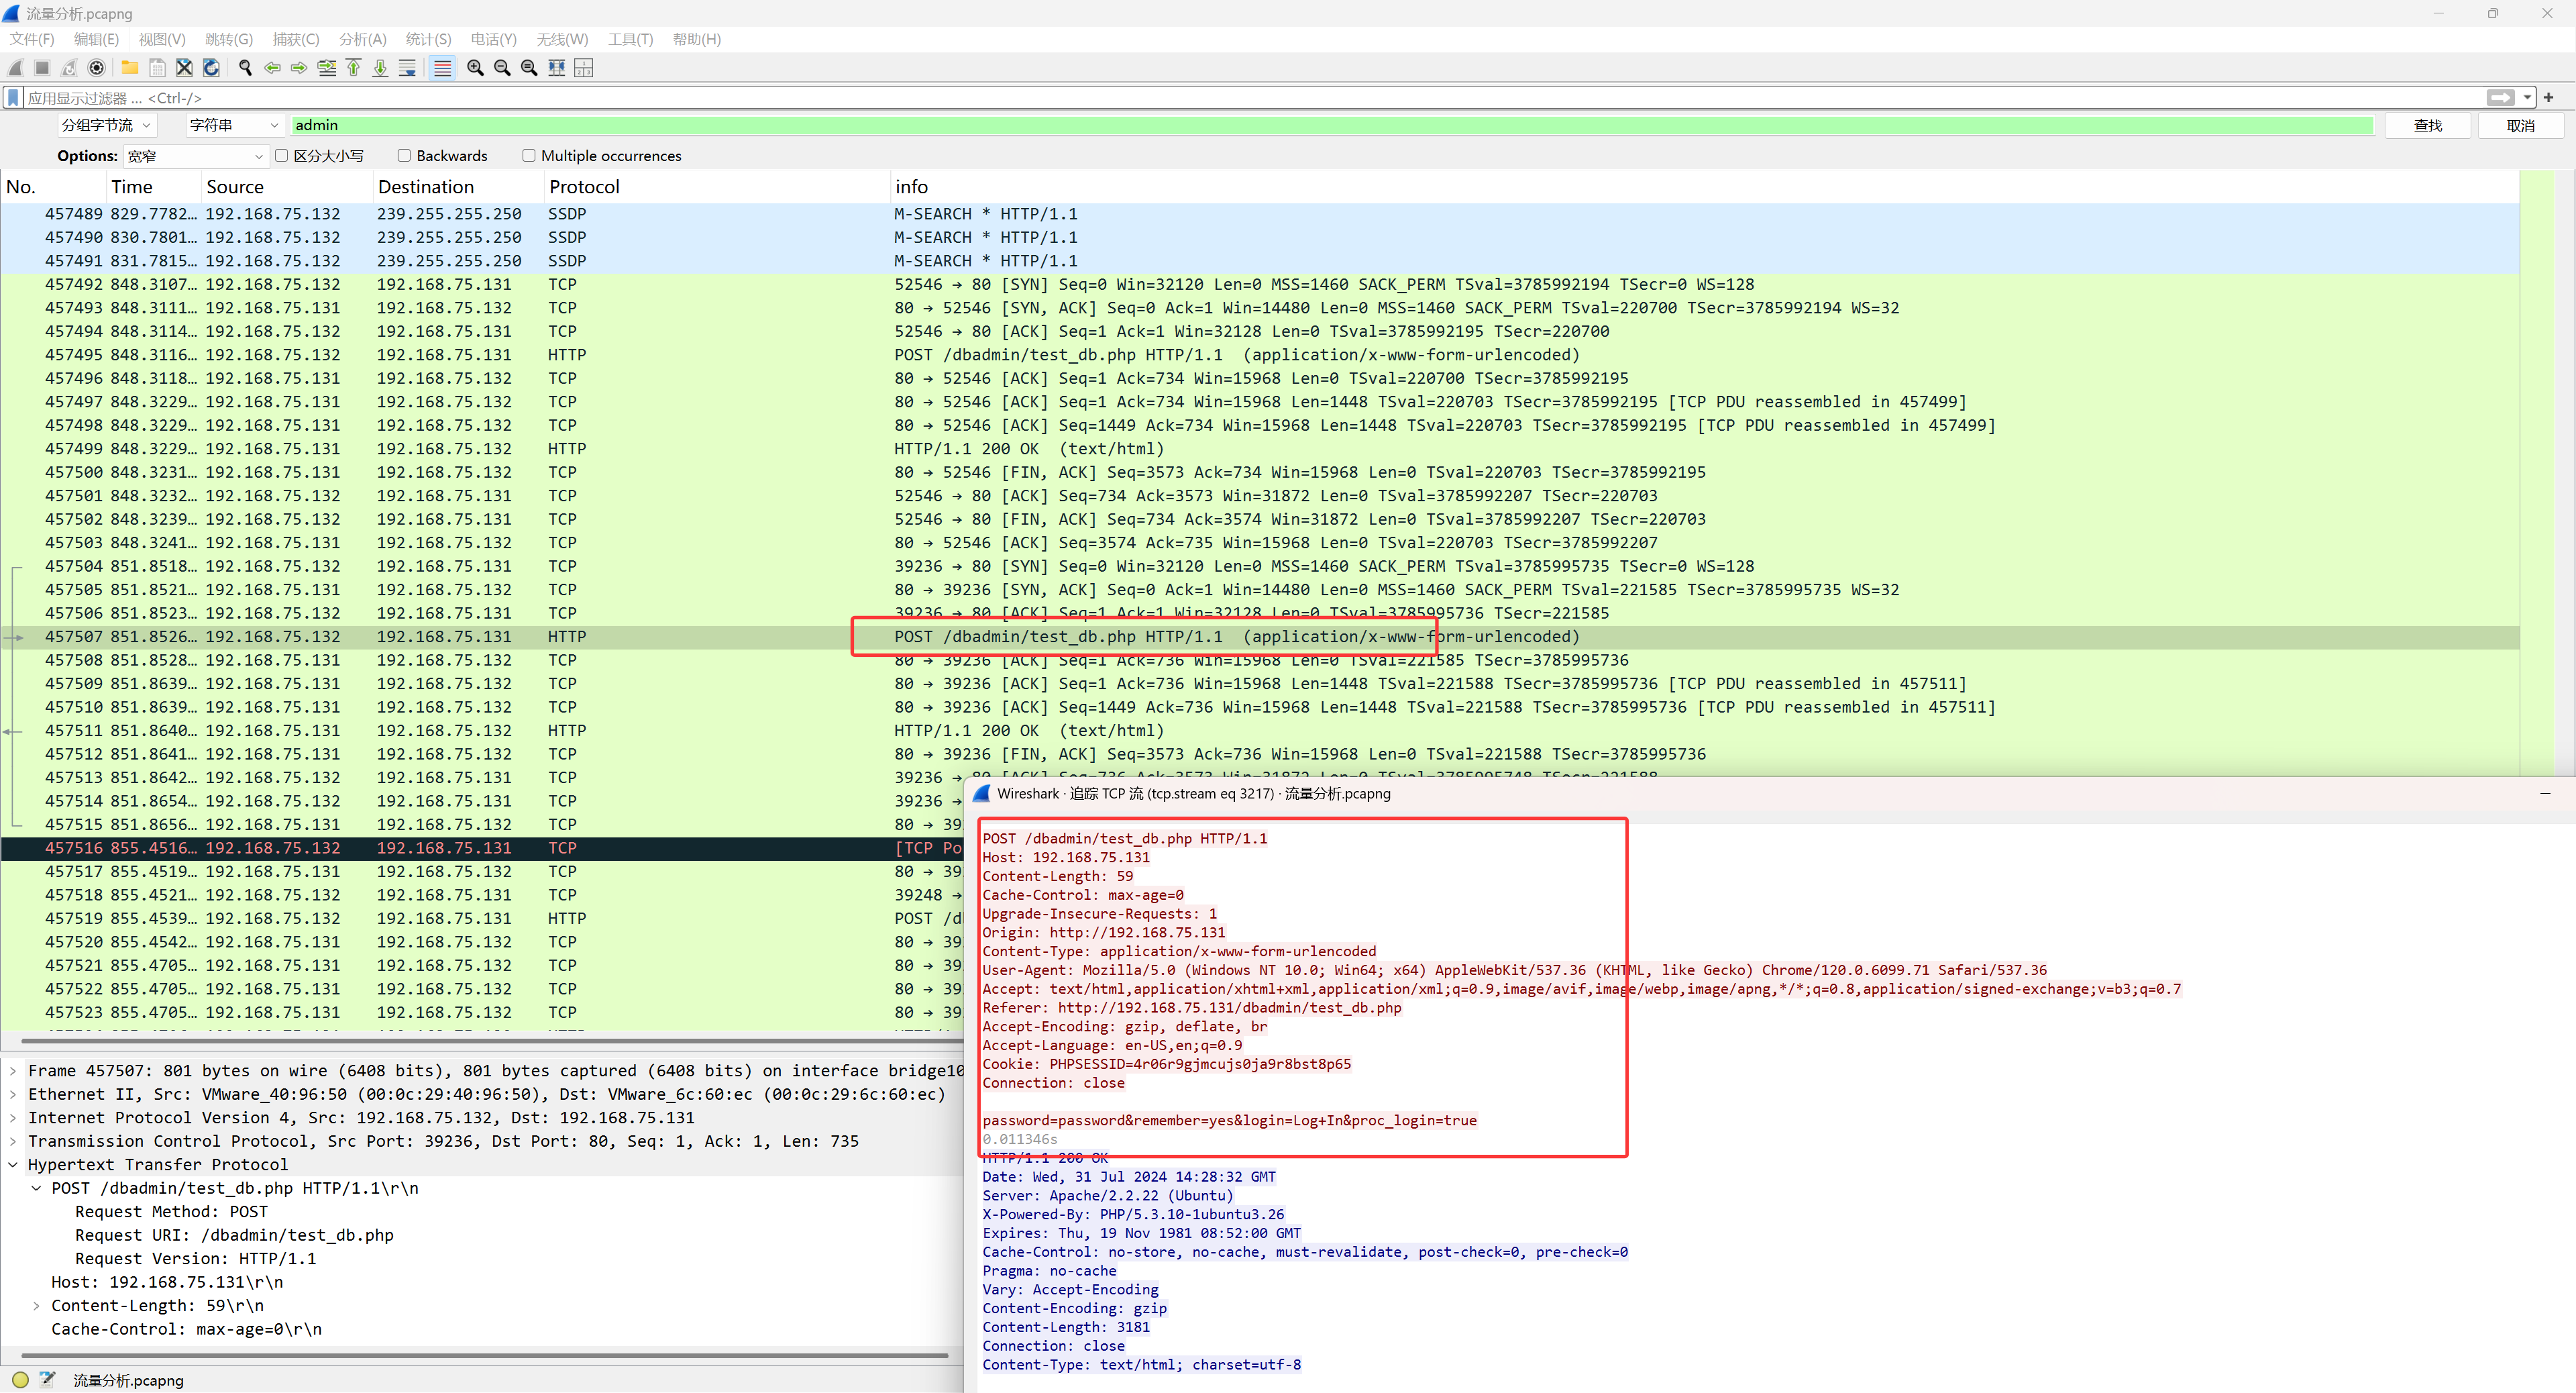 流量分析.pcapng
文件(F) 编辑(E) 视图(V) 跳转(G) 捕获(C) 分析(A) 统计(S) 电话(Y) 无线(W) 工具(T) 帮助(H)
应用显示过滤器 … <Ctrl-/>
分组字节流 字符串 admin 查找 取消
Options: 宽窄 区分大小写 Backwards Multiple occurrences
No. Time Source Destination Protocol info
457489 829.7782… 192.168.75.132 239.255.255.250 SSDP M-SEARCH * HTTP/1.1
457490 830.7801… 192.168.75.132 239.255.255.250 SSDP M-SEARCH * HTTP/1.1
457491 831.7815… 192.168.75.132 239.255.255.250 SSDP M-SEARCH * HTTP/1.1
457492 848.3107… 192.168.75.132 192.168.75.131 TCP 52546 → 80 [SYN] Seq=0 Win=32120 Len=0 MSS=1460 SACK_PERM TSval=3785992194 TSecr=0 WS=128
457493 848.3111… 192.168.75.131 192.168.75.132 TCP 80 → 52546 [SYN, ACK] Seq=0 Ack=1 Win=14480 Len=0 MSS=1460 SACK_PERM TSval=220700 TSecr=3785992194 WS=32
457494 848.3114… 192.168.75.132 192.168.75.131 TCP 52546 → 80 [ACK] Seq=1 Ack=1 Win=32128 Len=0 TSval=3785992195 TSecr=220700
457495 848.3116… 192.168.75.132 192.168.75.131 HTTP POST /dbadmin/test_db.php HTTP/1.1  (application/x-www-form-urlencoded)
457496 848.3118… 192.168.75.131 192.168.75.132 TCP 80 → 52546 [ACK] Seq=1 Ack=734 Win=15968 Len=0 TSval=220700 TSecr=3785992195
457497 848.3229… 192.168.75.131 192.168.75.132 TCP 80 → 52546 [ACK] Seq=1 Ack=734 Win=15968 Len=1448 TSval=220703 TSecr=3785992195 [TCP PDU reassembled in 457499]
457498 848.3229… 192.168.75.131 192.168.75.132 TCP 80 → 52546 [ACK] Seq=1449 Ack=734 Win=15968 Len=1448 TSval=220703 TSecr=3785992195 [TCP PDU reassembled in 457499]
457499 848.3229… 192.168.75.131 192.168.75.132 HTTP HTTP/1.1 200 OK  (text/html)
457500 848.3231… 192.168.75.131 192.168.75.132 TCP 80 → 52546 [FIN, ACK] Seq=3573 Ack=734 Win=15968 Len=0 TSval=220703 TSecr=3785992195
457501 848.3232… 192.168.75.132 192.168.75.131 TCP 52546 → 80 [ACK] Seq=734 Ack=3573 Win=31872 Len=0 TSval=3785992207 TSecr=220703
457502 848.3239… 192.168.75.132 192.168.75.131 TCP 52546 → 80 [FIN, ACK] Seq=734 Ack=3574 Win=31872 Len=0 TSval=3785992207 TSecr=220703
457503 848.3241… 192.168.75.131 192.168.75.132 TCP 80 → 52546 [ACK] Seq=3574 Ack=735 Win=15968 Len=0 TSval=220703 TSecr=3785992207
457504 851.8518… 192.168.75.132 192.168.75.131 TCP 39236 → 80 [SYN] Seq=0 Win=32120 Len=0 MSS=1460 SACK_PERM TSval=3785995735 TSecr=0 WS=128
457505 851.8521… 192.168.75.131 192.168.75.132 TCP 80 → 39236 [SYN, ACK] Seq=0 Ack=1 Win=14480 Len=0 MSS=1460 SACK_PERM TSval=221585 TSecr=3785995735 WS=32
457506 851.8523… 192.168.75.132 192.168.75.131 TCP 39236 → 80 [ACK] Seq=1 Ack=1 Win=32128 Len=0 TSval=3785995736 TSecr=221585
457507 851.8526… 192.168.75.132 192.168.75.131 HTTP POST /dbadmin/test_db.php HTTP/1.1  (application/x-www-form-urlencoded)
457508 851.8528… 192.168.75.131 192.168.75.132 TCP 80 → 39236 [ACK] Seq=1 Ack=736 Win=15968 Len=0 TSval=221585 TSecr=3785995736
457509 851.8639… 192.168.75.131 192.168.75.132 TCP 80 → 39236 [ACK] Seq=1 Ack=736 Win=15968 Len=1448 TSval=221588 TSecr=3785995736 [TCP PDU reassembled in 457511]
457510 851.8639… 192.168.75.131 192.168.75.132 TCP 80 → 39236 [ACK] Seq=1449 Ack=736 Win=15968 Len=1448 TSval=221588 TSecr=3785995736 [TCP PDU reassembled in 457511]
457511 851.8640… 192.168.75.131 192.168.75.132 HTTP HTTP/1.1 200 OK  (text/html)
457512 851.8641… 192.168.75.131 192.168.75.132 TCP 80 → 39236 [FIN, ACK] Seq=3573 Ack=736 Win=15968 Len=0 TSval=221588 TSecr=3785995736
457513 851.8642… 192.168.75.132 192.168.75.131 TCP 39236 → 80 [ACK] Seq=736 Ack=3573 Win=31872 Len=0 TSval=3785995748 TSecr=221588
457514 851.8654… 192.168.75.132 192.168.75.131 TCP 39236 →
457515 851.8656… 192.168.75.131 192.168.75.132 TCP 80 → 39
457516 855.4516… 192.168.75.132 192.168.75.131 TCP [TCP Po
457517 855.4519… 192.168.75.131 192.168.75.132 TCP 80 → 39
457518 855.4521… 192.168.75.132 192.168.75.131 TCP 39248 →
457519 855.4539… 192.168.75.132 192.168.75.131 HTTP POST /d
457520 855.4542… 192.168.75.131 192.168.75.132 TCP 80 → 39
457521 855.4705… 192.168.75.131 192.168.75.132 TCP 80 → 39
457522 855.4705… 192.168.75.131 192.168.75.132 TCP 80 → 39
457523 855.4705… 192.168.75.131 192.168.75.132 TCP 80 → 39
Frame 457507: 801 bytes on wire (6408 bits), 801 bytes captured (6408 bits) on interface bridge10
Ethernet II, Src: VMware_40:96:50 (00:0c:29:40:96:50), Dst: VMware_6c:60:ec (00:0c:29:6c:60:ec)
Internet Protocol Version 4, Src: 192.168.75.132, Dst: 192.168.75.131
Transmission Control Protocol, Src Port: 39236, Dst Port: 80, Seq: 1, Ack: 1, Len: 735
Hypertext Transfer Protocol
POST /dbadmin/test_db.php HTTP/1.1\r\n
Request Method: POST
Request URI: /dbadmin/test_db.php
Request Version: HTTP/1.1
Host: 192.168.75.131\r\n
Content-Length: 59\r\n
Cache-Control: max-age=0\r\n
流量分析.pcapng
Wireshark · 追踪 TCP 流 (tcp.stream eq 3217) · 流量分析.pcapng
POST /dbadmin/test_db.php HTTP/1.1
Host: 192.168.75.131
Content-Length: 59
Cache-Control: max-age=0
Upgrade-Insecure-Requests: 1
Origin: http://192.168.75.131
Content-Type: application/x-www-form-urlencoded
User-Agent: Mozilla/5.0 (Windows NT 10.0; Win64; x64) AppleWebKit/537.36 (KHTML, like Gecko) Chrome/120.0.6099.71 Safari/537.36
Accept: text/html,application/xhtml+xml,application/xml;q=0.9,image/avif,image/webp,image/apng,*/*;q=0.8,application/signed-exchange;v=b3;q=0.7
Referer: http://192.168.75.131/dbadmin/test_db.php
Accept-Encoding: gzip, deflate, br
Accept-Language: en-US,en;q=0.9
Cookie: PHPSESSID=4r06r9gjmcujs0ja9r8bst8p65
Connection: close
password=password&remember=yes&login=Log+In&proc_login=true
0.011346s
HTTP/1.1 200 OK
Date: Wed, 31 Jul 2024 14:28:32 GMT
Server: Apache/2.2.22 (Ubuntu)
X-Powered-By: PHP/5.3.10-1ubuntu3.26
Expires: Thu, 19 Nov 1981 08:52:00 GMT
Cache-Control: no-store, no-cache, must-revalidate, post-check=0, pre-check=0
Pragma: no-cache
Vary: Accept-Encoding
Content-Encoding: gzip
Content-Length: 3181
Connection: close
Content-Type: text/html; charset=utf-8